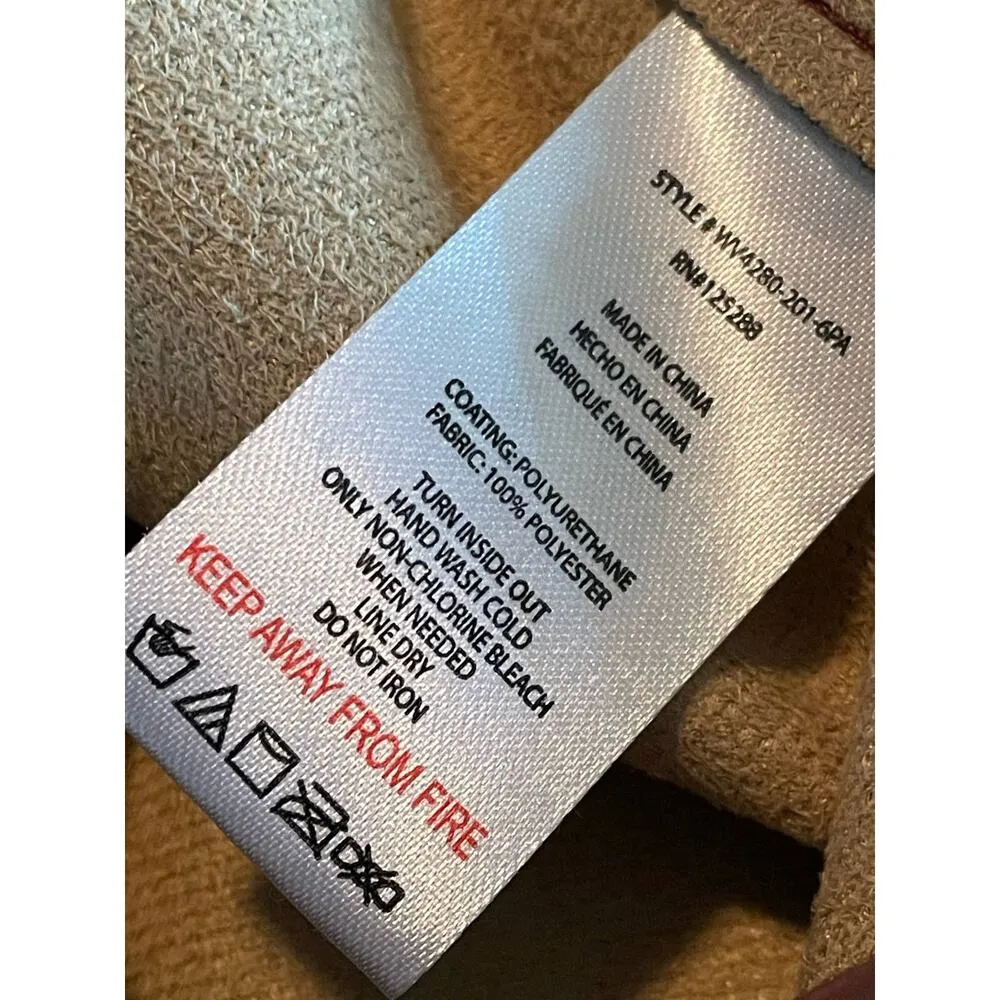 STYLE # WV4280-201-6PA
RN#125288
MADE IN CHINA
HECHO EN CHINA
FABRIQUÉ EN CHINA
COATING: POLYURETHANE
FABRIC: 100% POLYESTER
TURN INSIDE OUT
HAND WASH COLD
ONLY NON-CHLORINE BLEACH
WHEN NEEDED
LINE DRY
DO NOT IRON
KEEP AWAY FROM FIRE